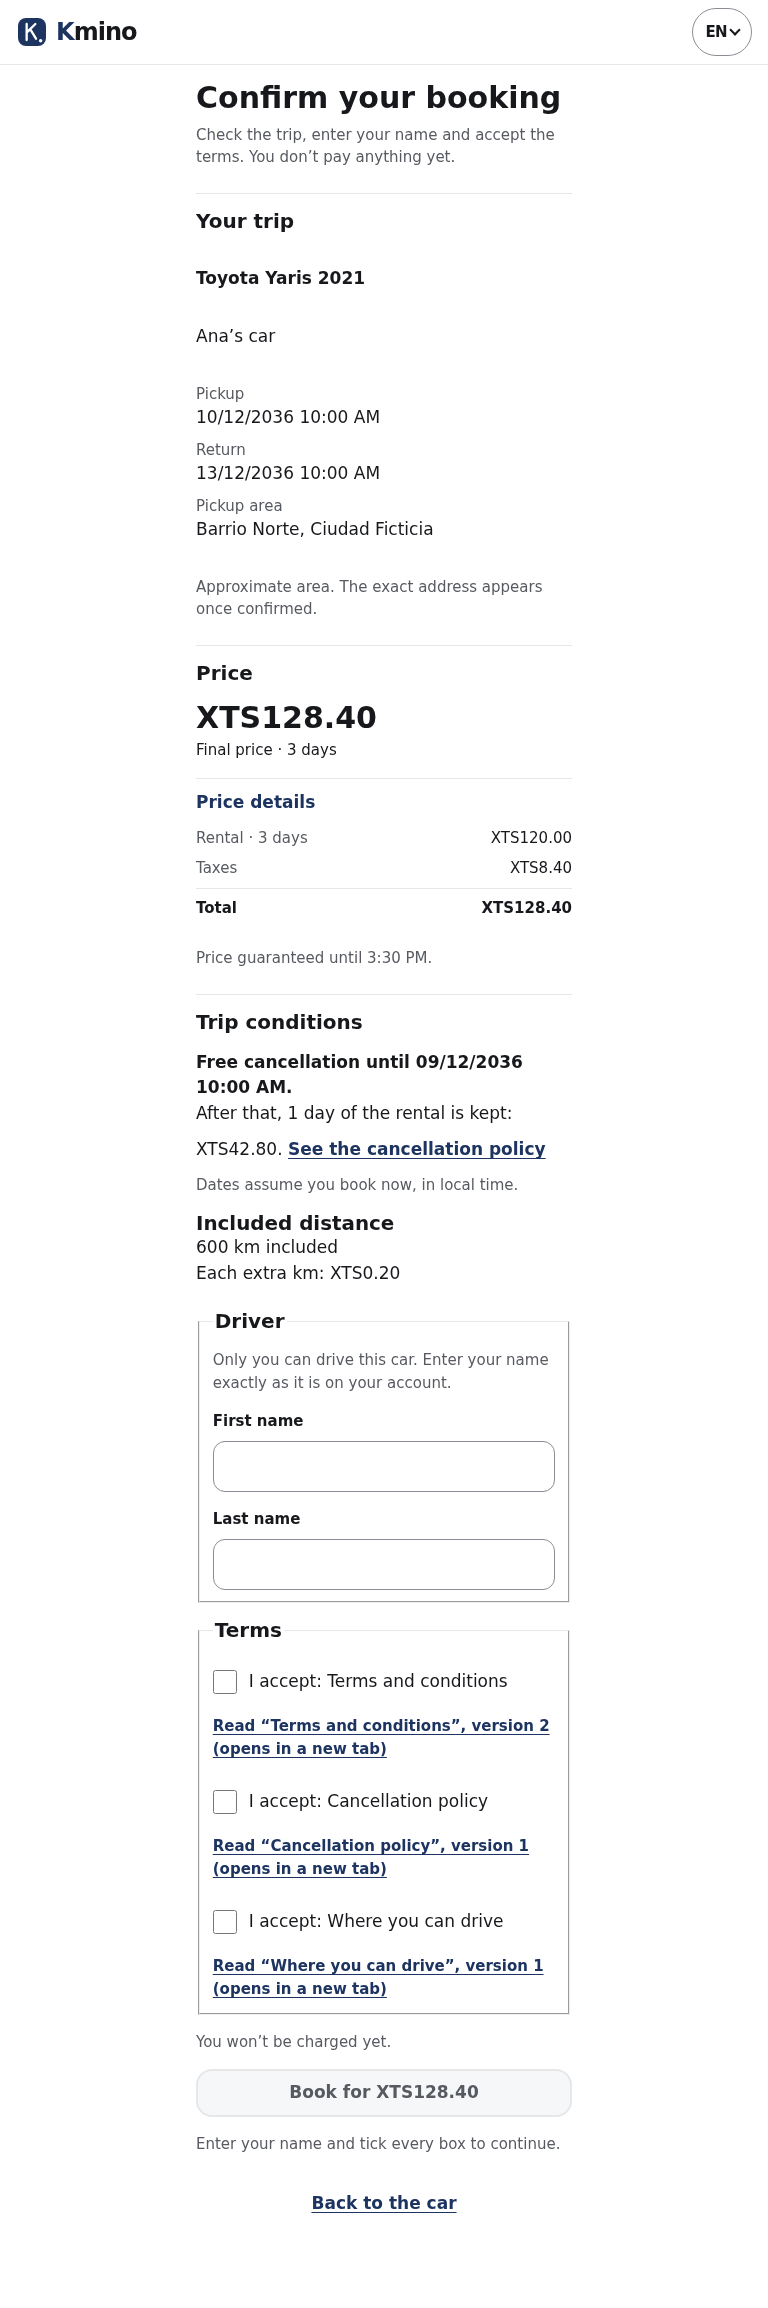 Kmino
EN
Confirm your booking
Check the trip, enter your name and accept the
terms. You don’t pay anything yet.
Your trip
Toyota Yaris 2021
Ana’s car
Pickup
10/12/2036 10:00 AM
Return
13/12/2036 10:00 AM
Pickup area
Barrio Norte, Ciudad Ficticia
Approximate area. The exact address appears
once confirmed.
Price
XTS128.40
Final price · 3 days
Price details
Rental · 3 days XTS120.00
Taxes XTS8.40
Total XTS128.40
Price guaranteed until 3:30 PM.
Trip conditions
Free cancellation until 09/12/2036
10:00 AM.
After that, 1 day of the rental is kept:
XTS42.80. See the cancellation policy
Dates assume you book now, in local time.
Included distance
600 km included
Each extra km: XTS0.20
Driver
Only you can drive this car. Enter your name
exactly as it is on your account.
First name
Last name
Terms
I accept: Terms and conditions
Read “Terms and conditions”, version 2
(opens in a new tab)
I accept: Cancellation policy
Read “Cancellation policy”, version 1
(opens in a new tab)
I accept: Where you can drive
Read “Where you can drive”, version 1
(opens in a new tab)
You won’t be charged yet.
Book for XTS128.40
Enter your name and tick every box to continue.
Back to the car